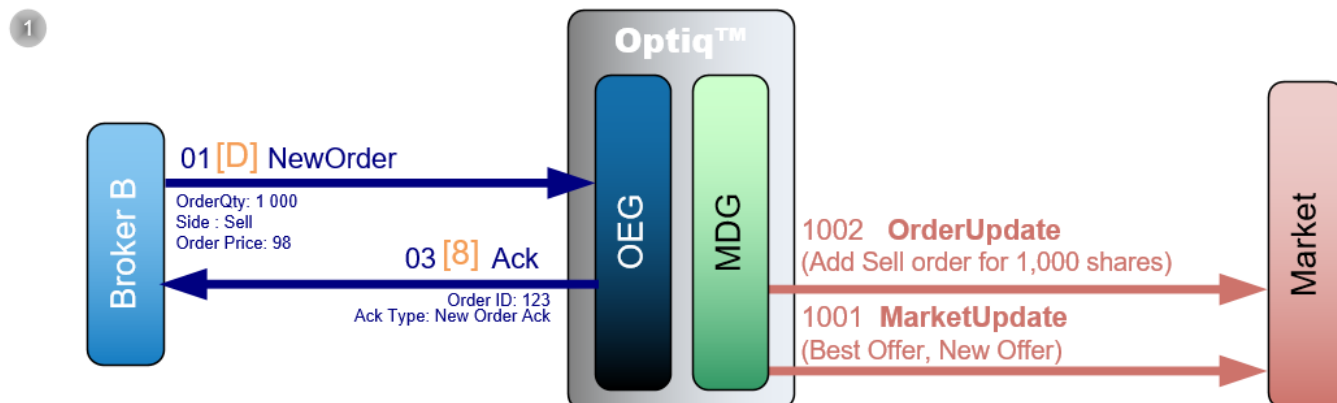 1
Optiq™
Broker B
01 [D] NewOrder
OrderQty: 1 000
Side : Sell
Order Price: 98
03 [8] Ack
Order ID: 123
Ack Type: New Order Ack
OEG
MDG
1002 OrderUpdate
(Add Sell order for 1,000 shares)
1001 MarketUpdate
(Best Offer, New Offer)
Market